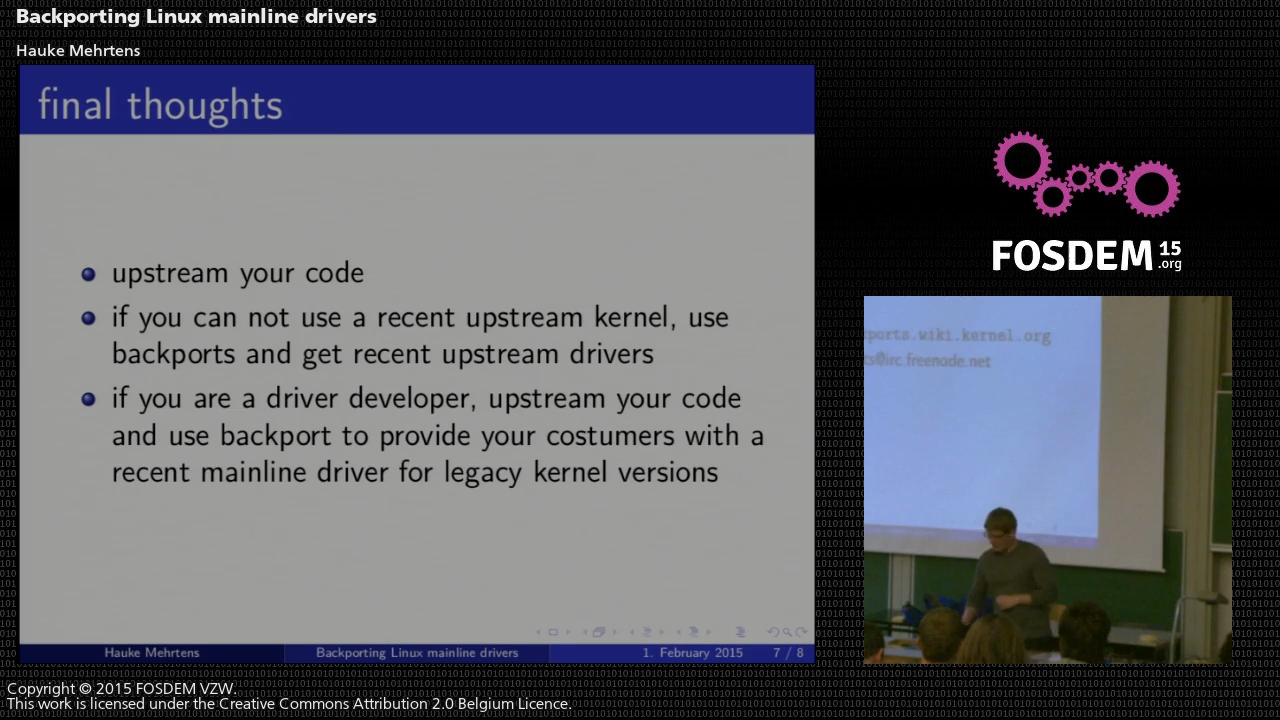 Backporting Linux mainline drivers
Hauke Mehrtens
final thoughts
upstream your code
if you can not use a recent upstream kernel, use
backports and get recent upstream drivers
if you are a driver developer, upstream your code
and use backport to provide your costumers with a
recent mainline driver for legacy kernel versions
Hauke Mehrtens Backporting Linux mainline drivers 1. February 2015 7 / 8
FOSDEM 15
.org
ports.wiki.kernel.org
ts@irc.freenode.net
Copyright © 2015 FOSDEM VZW.
This work is licensed under the Creative Commons Attribution 2.0 Belgium Licence.